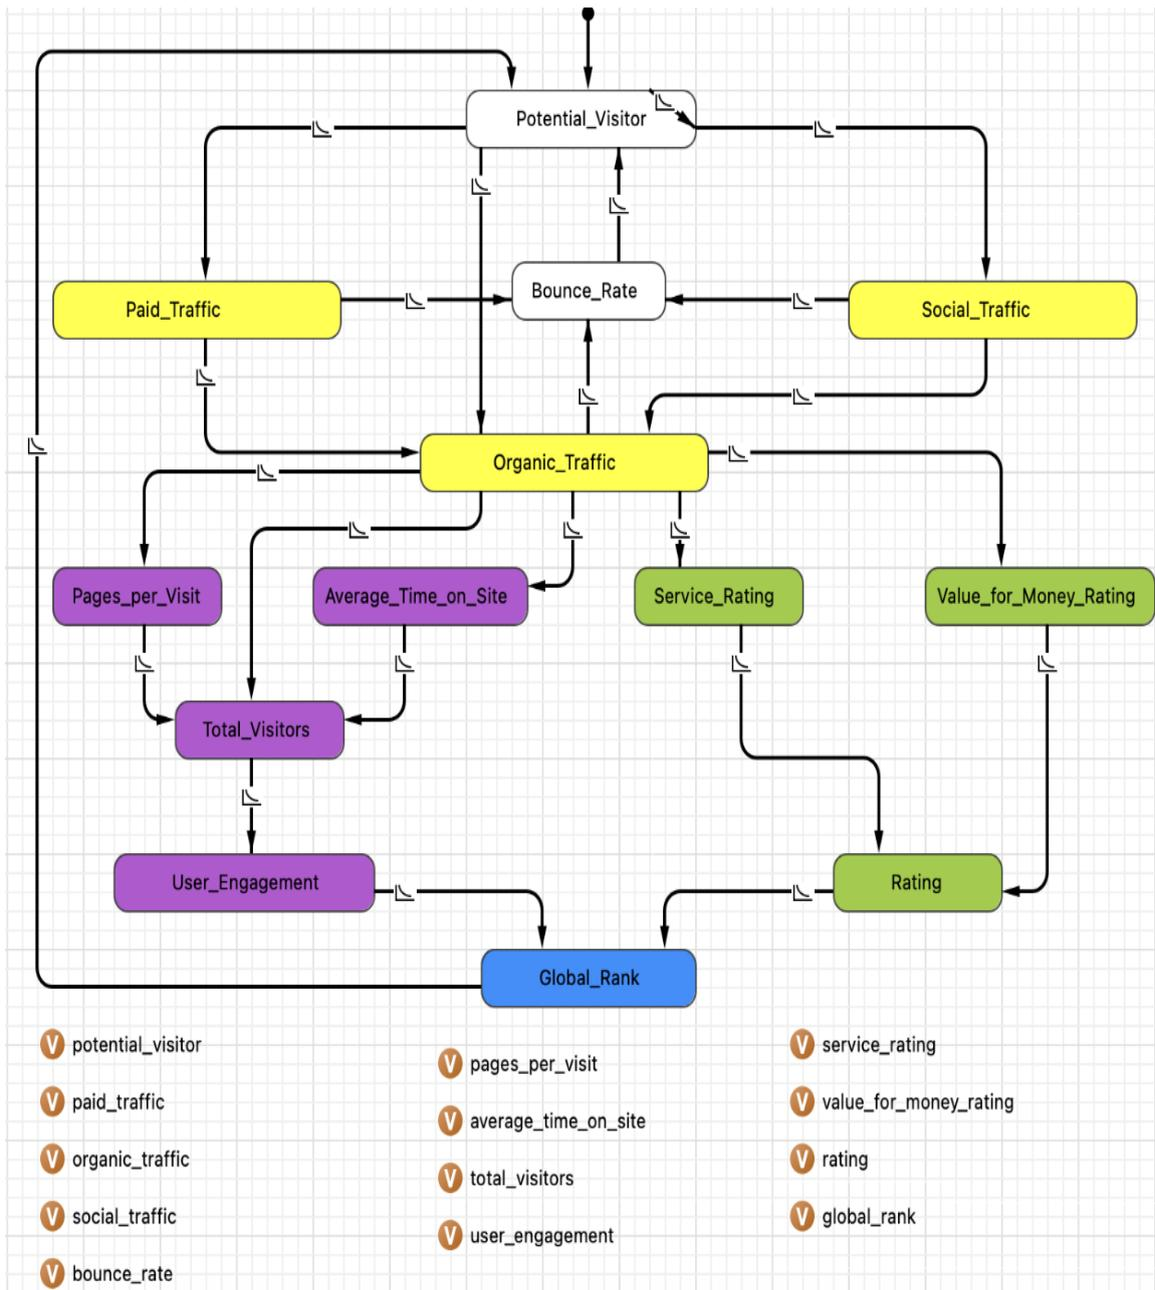 Potential_Visitor
Bounce_Rate
Paid_Traffic
Social_Traffic
Organic_Traffic
Pages_per_Visit
Average_Time_on_Site
Service_Rating
Value_for_Money_Rating
Total_Visitors
User_Engagement
Rating
Global_Rank
V potential_visitor
V paid_traffic
V organic_traffic
V social_traffic
V bounce_rate
V pages_per_visit
V average_time_on_site
V total_visitors
V user_engagement
V service_rating
V value_for_money_rating
V rating
V global_rank